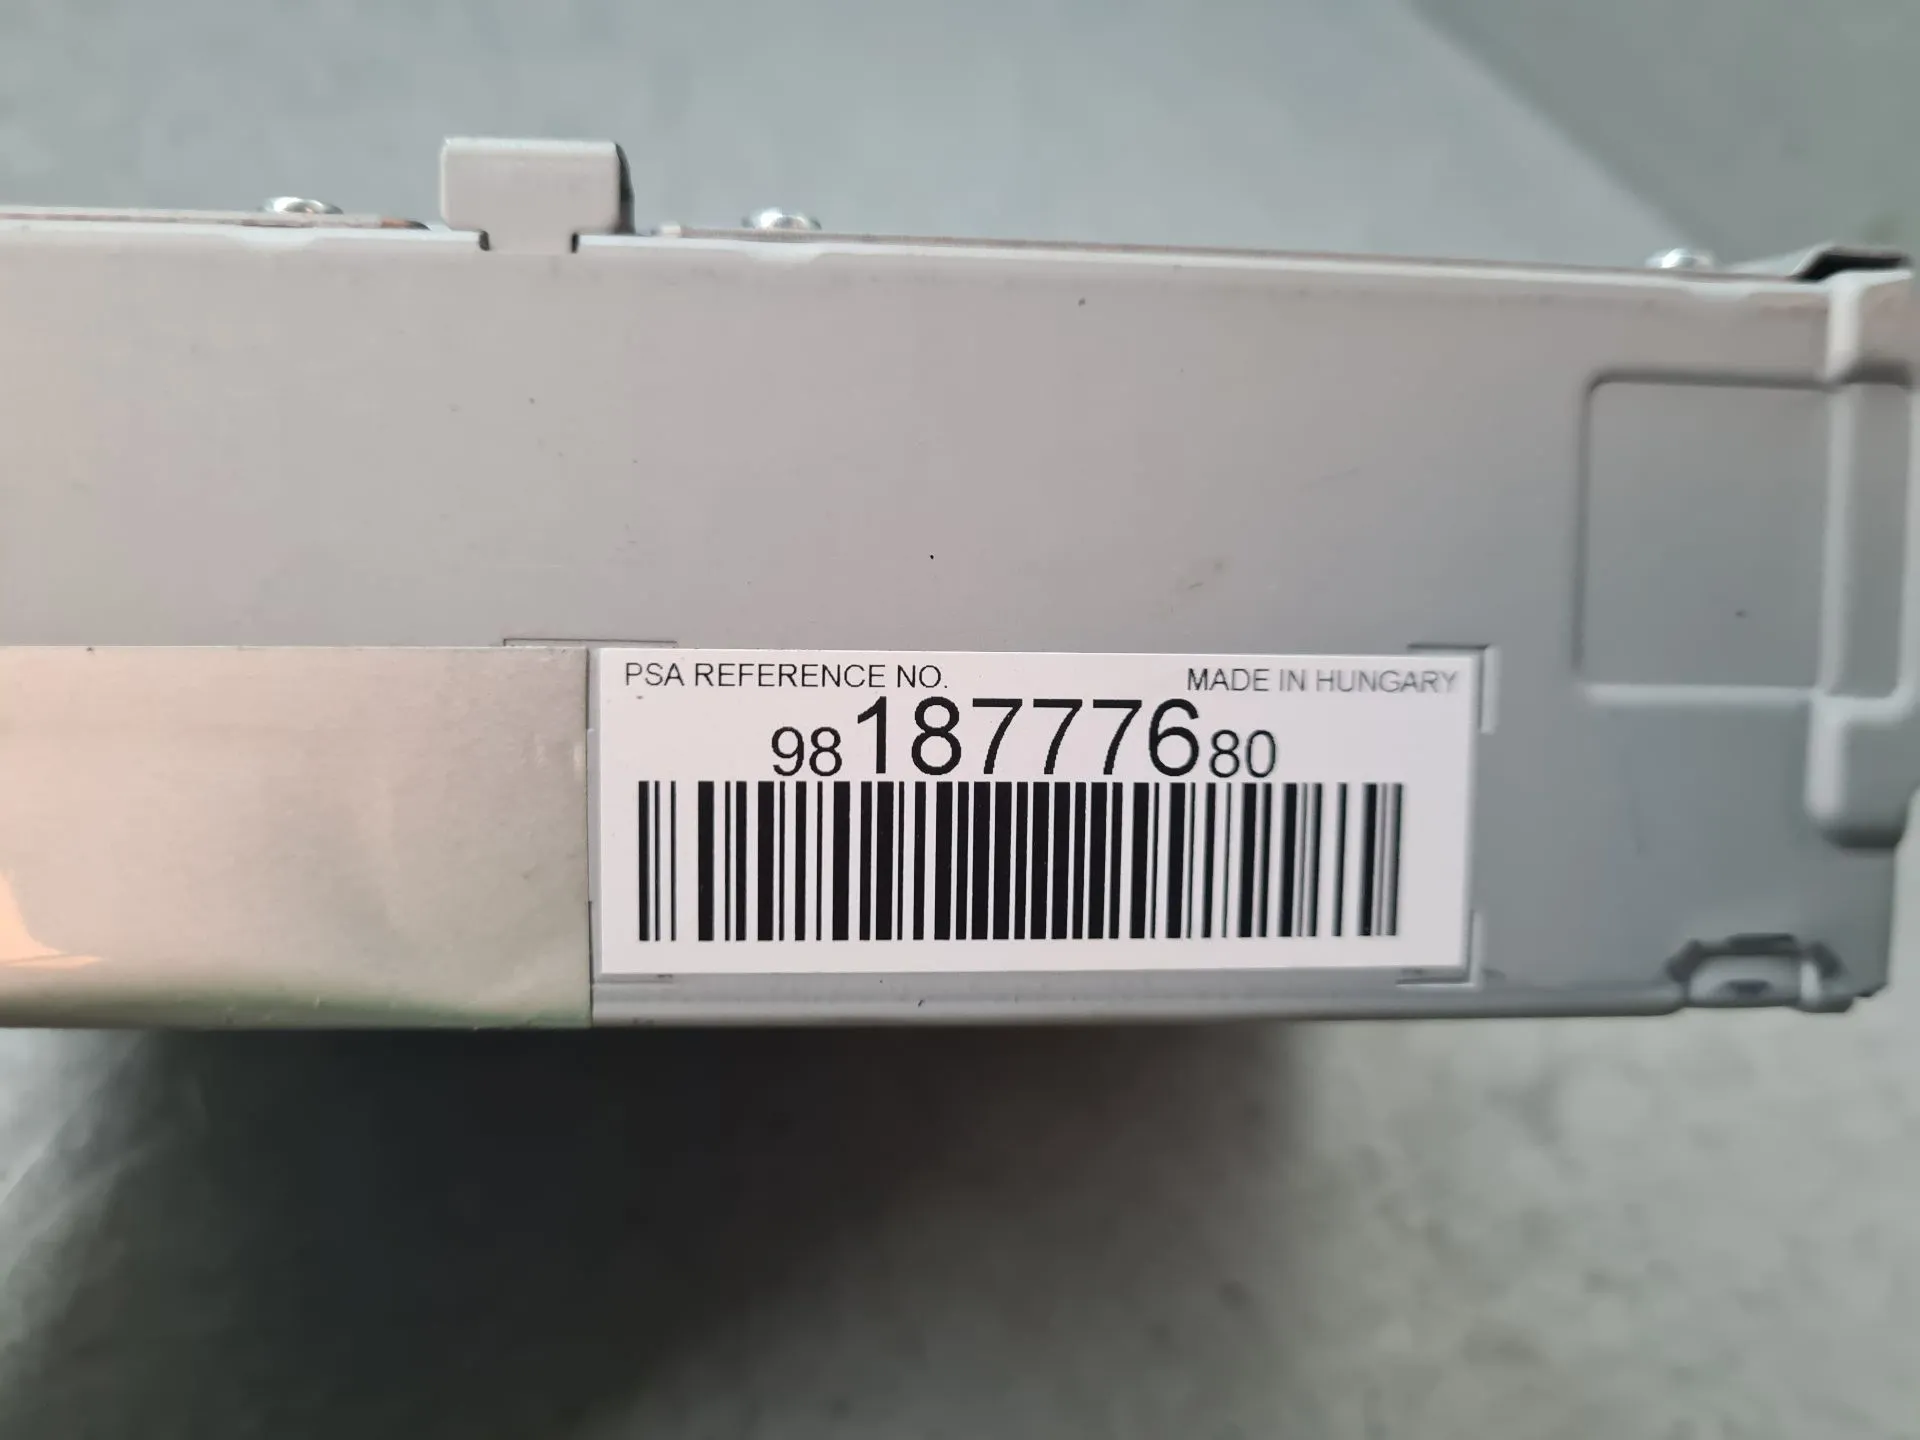 PSA REFERENCE NO. MADE IN HUNGARY
9818777680